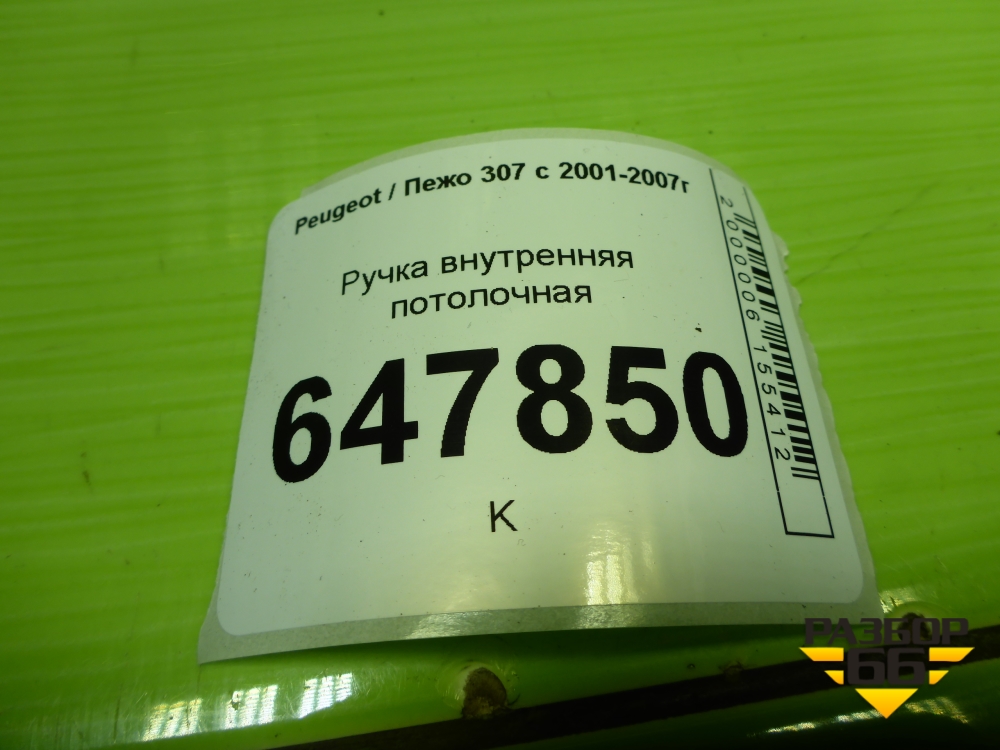 Peugeot / Пежо 307 с 2001-2007г
Ручка внутренняя
потолочная
647850
К
2000006155412
РАЗБОР
66